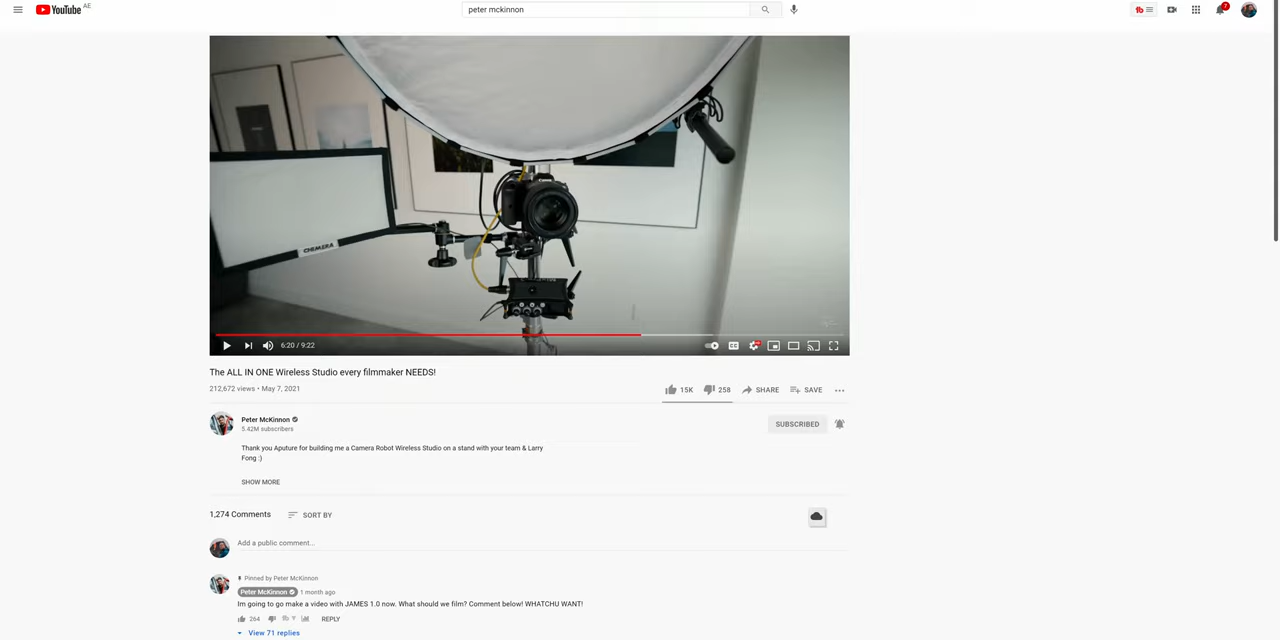 YouTube AE
peter mckinnon
7
CHIMERA
6:20 / 9:22
The ALL IN ONE Wireless Studio every filmmaker NEEDS!
212,672 views • May 7, 2021
15K 258 SHARE SAVE
Peter McKinnon
5.42M subscribers
SUBSCRIBED
Thank you Aputure for building me a Camera Robot Wireless Studio on a stand with your team & Larry
Fong :)
SHOW MORE
1,274 Comments SORT BY
Add a public comment...
Pinned by Peter McKinnon
Peter McKinnon 1 month ago
Im going to go make a video with JAMES 1.0 now. What should we film? Comment below! WHATCHU WANT!
264 REPLY
View 71 replies